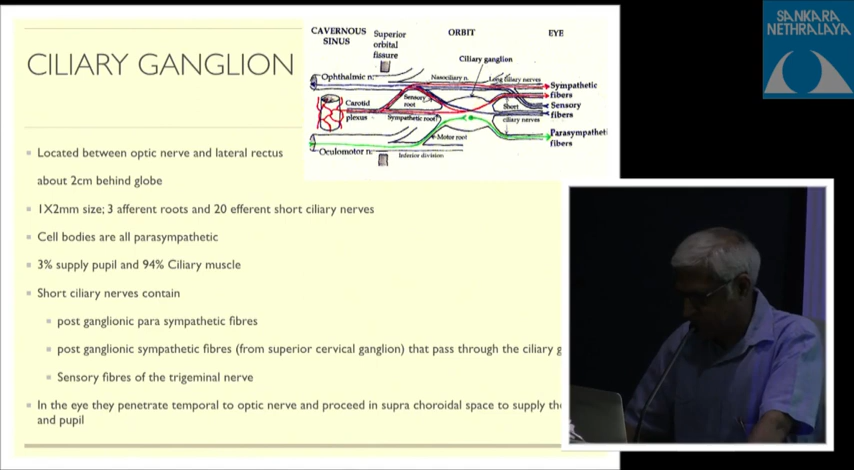 SANKARA
NETHRALAYA
CILIARY GANGLION
CAVERNOUS
SINUS
Superior
orbital
fissure
ORBIT
EYE
Ciliary ganglion
Ophthalmic n.
Nasociliary n.
Long ciliary nerves
Sympathetic
fibers
Carotid
plexus
Sensory
root
Sympathetic root
Short
ciliary nerves
Sensory
fibers
Motor root
Parasympatheti
fibers
Oculomotor n.
Inferior division
Located between optic nerve and lateral rectus
about 2cm behind globe
1X2mm size; 3 afferent roots and 20 efferent short ciliary nerves
Cell bodies are all parasympathetic
3% supply pupil and 94% Ciliary muscle
Short ciliary nerves contain
post ganglionic para sympathetic fibres
post ganglionic sympathetic fibres (from superior cervical ganglion) that pass through the ciliary g
Sensory fibres of the trigeminal nerve
In the eye they penetrate temporal to optic nerve and proceed in supra choroidal space to supply th
and pupil